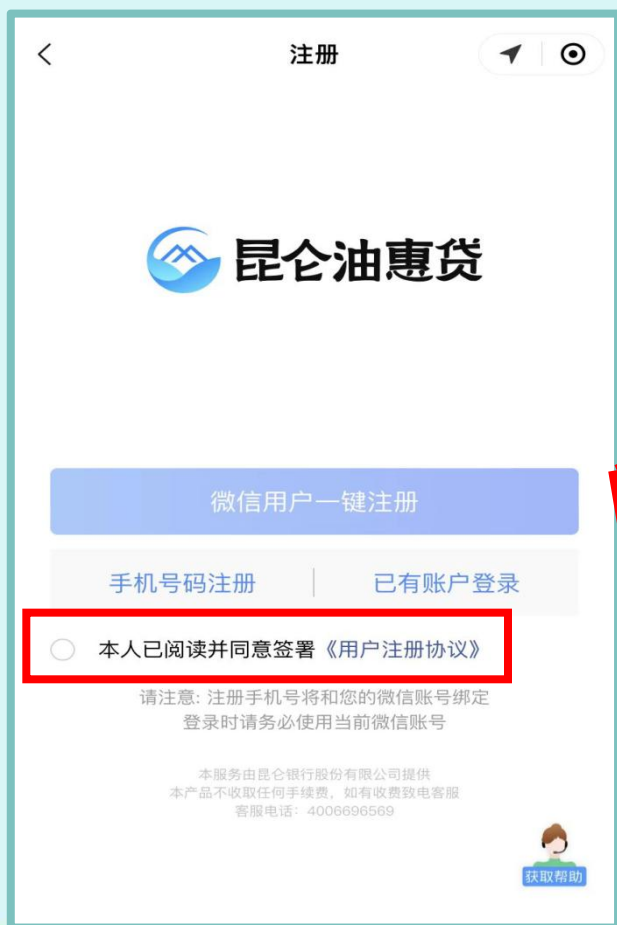 注册
昆仑油惠贷
微信用户一键注册
手机号码注册
已有账户登录
本人已阅读并同意签署《用户注册协议》
请注意: 注册手机号将和您的微信账号绑定
登录时请务必使用当前微信账号
本服务由昆仑银行股份有限公司提供
本产品不收取任何手续费, 如有收费致电客服
客服电话: 4006696569
获取帮助